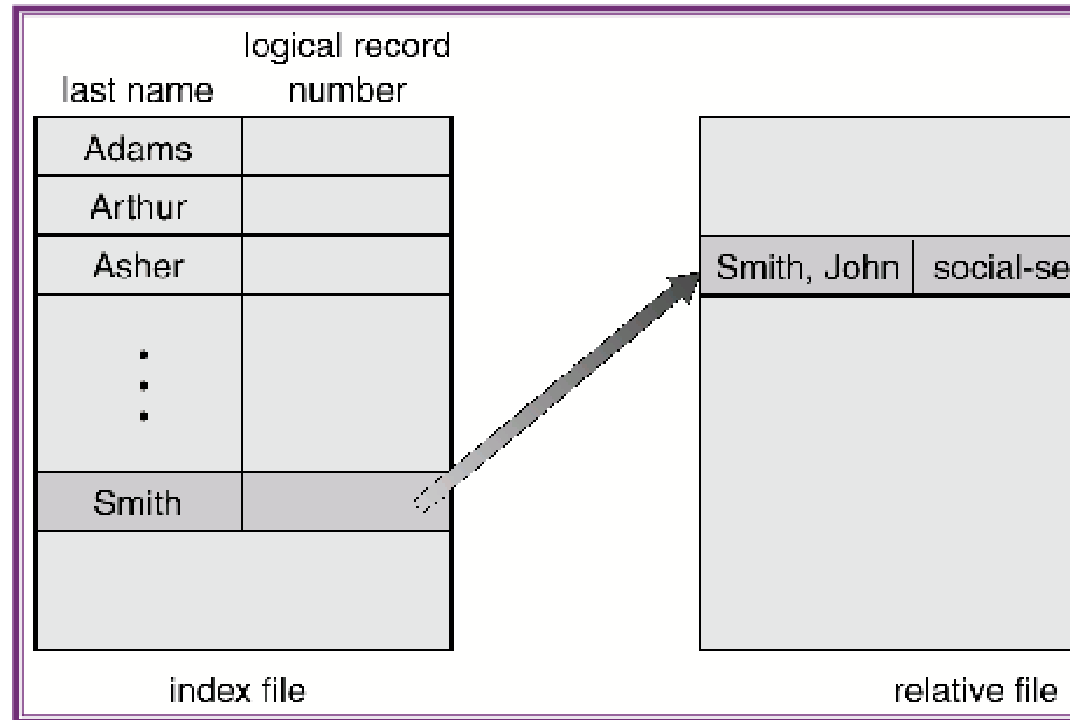 logical record
last name number
Adams
Arthur
Asher
Smith
Smith, John social-se
index file
relative file